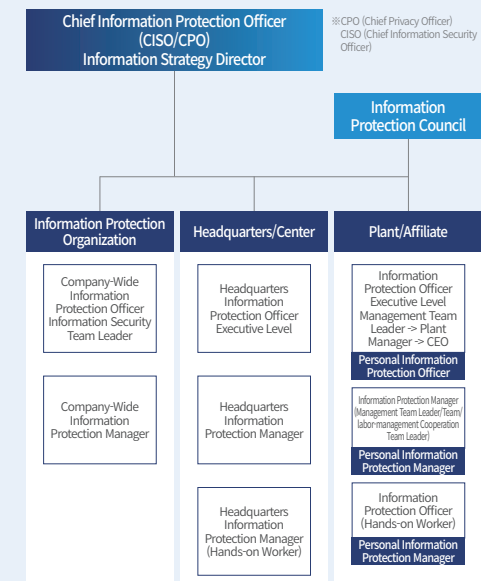 Chief Information Protection Officer
(CISO/CPO)
Information Strategy Director
※CPO (Chief Privacy Officer)
CISO (Chief Information Security
Officer)
Information
Protection Council
Information Protection
Organization
Company-Wide
Information
Protection Officer
Information Security
Team Leader
Company-Wide
Information
Protection Manager
Headquarters/Center
Headquarters
Information
Protection Officer
Executive Level
Headquarters
Information
Protection Manager
Headquarters
Information
Protection Manager
(Hands-on Worker)
Plant/Affiliate
Information
Protection Officer
Executive Level
Management Team
Leader -> Plant
Manager -> CEO
Personal Information
Protection Officer
Information Protection Manager
(Management Team Leader/Team/
labor-management Cooperation
Team Leader)
Personal Information
Protection Manager
Information
Protection Officer
(Hands-on Worker)
Personal Information
Protection Manager